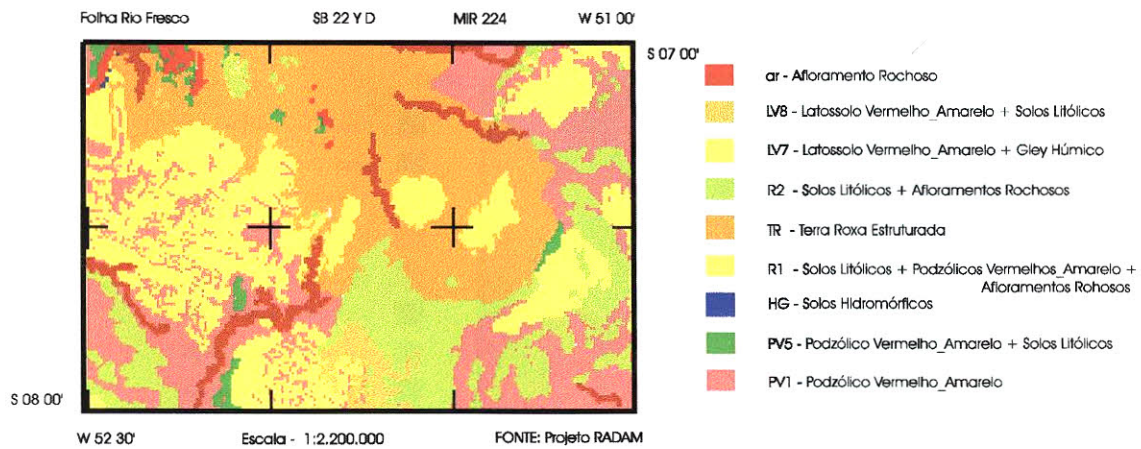 Folha Rio Fresco SB 22 Y D MIR 224 W 51 00'
S 07 00'
ar - Afloramento Rochoso
LV8 - Latossolo Vermelho_Amarelo + Solos Litólicos
LV7 - Latossolo Vermelho_Amarelo + Gley Húmico
R2 - Solos Litólicos + Afloramentos Rochosos
TR - Terra Roxa Estruturada
R1 - Solos Litólicos + Podzólicos Vermelhos_Amarelo +
Afloramentos Rohosos
HG - Solos Hidromórficos
PV5 - Podzólico Vermelho_Amarelo + Solos Litólicos
PV1 - Podzólico Vermelho_Amarelo
S 08 00'
W 52 30' Escala - 1:2.200.000 FONTE: Projeto RADAM